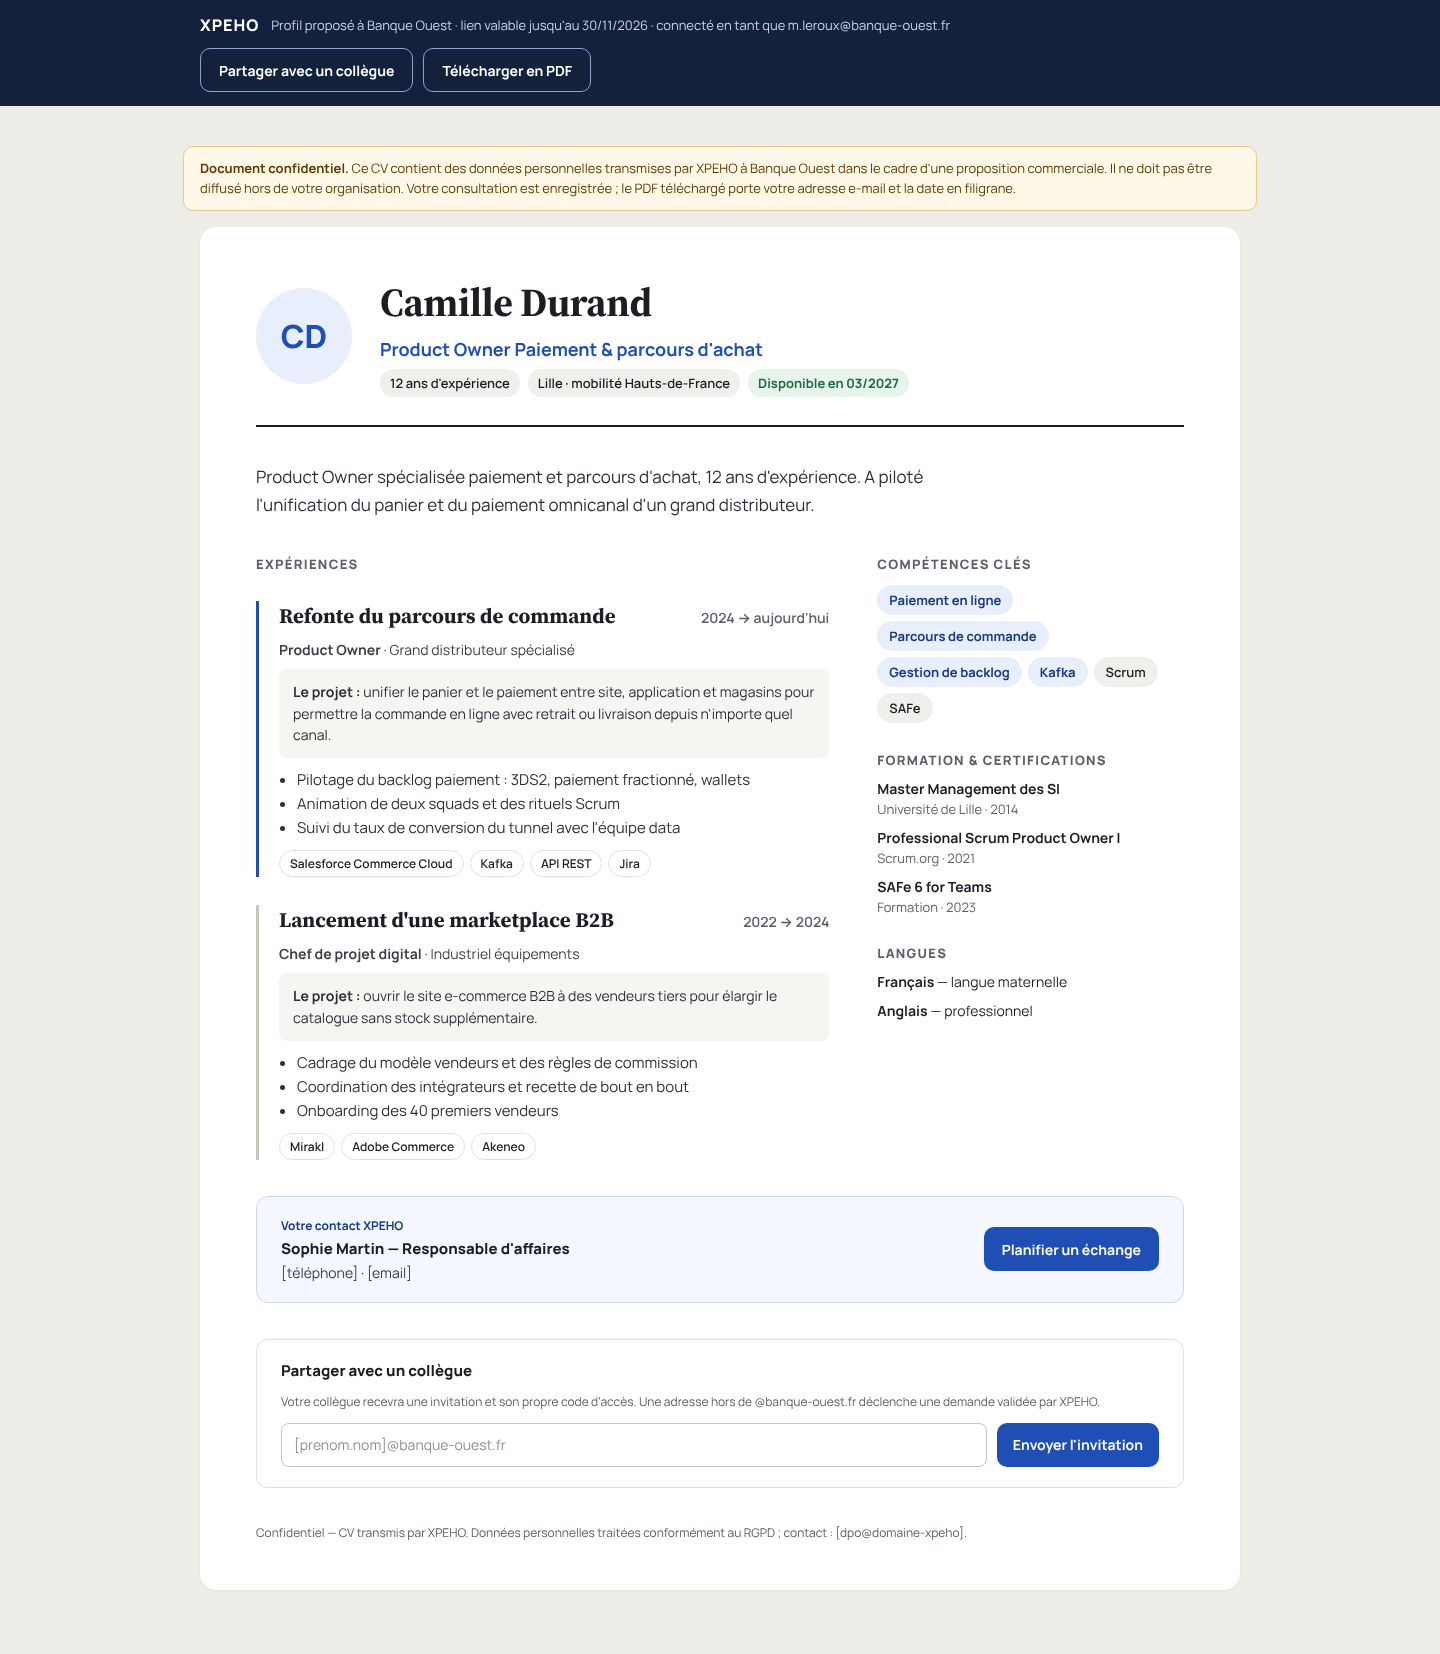 XPEHO Profil proposé à Banque Ouest · lien valable jusqu'au 30/11/2026 · connecté en tant que m.leroux@banque-ouest.fr
Partager avec un collègue Télécharger en PDF
Document confidentiel. Ce CV contient des données personnelles transmises par XPEHO à Banque Ouest dans le cadre d'une proposition commerciale. Il ne doit pas être
diffusé hors de votre organisation. Votre consultation est enregistrée ; le PDF téléchargé porte votre adresse e-mail et la date en filigrane.
CD
Camille Durand
Product Owner Paiement & parcours d'achat
12 ans d'expérience Lille · mobilité Hauts-de-France Disponible en 03/2027
Product Owner spécialisée paiement et parcours d'achat, 12 ans d'expérience. A piloté
l'unification du panier et du paiement omnicanal d'un grand distributeur.
EXPÉRIENCES
Refonte du parcours de commande 2024 → aujourd'hui
Product Owner · Grand distributeur spécialisé
Le projet : unifier le panier et le paiement entre site, application et magasins pour
permettre la commande en ligne avec retrait ou livraison depuis n'importe quel
canal.
• Pilotage du backlog paiement : 3DS2, paiement fractionné, wallets
• Animation de deux squads et des rituels Scrum
• Suivi du taux de conversion du tunnel avec l'équipe data
Salesforce Commerce Cloud Kafka API REST Jira
Lancement d'une marketplace B2B 2022 → 2024
Chef de projet digital · Industriel équipements
Le projet : ouvrir le site e-commerce B2B à des vendeurs tiers pour élargir le
catalogue sans stock supplémentaire.
• Cadrage du modèle vendeurs et des règles de commission
• Coordination des intégrateurs et recette de bout en bout
• Onboarding des 40 premiers vendeurs
Mirakl Adobe Commerce Akeneo
COMPÉTENCES CLÉS
Paiement en ligne
Parcours de commande
Gestion de backlog Kafka Scrum
SAFe
FORMATION & CERTIFICATIONS
Master Management des SI
Université de Lille · 2014
Professional Scrum Product Owner I
Scrum.org · 2021
SAFe 6 for Teams
Formation · 2023
LANGUES
Français — langue maternelle
Anglais — professionnel
Votre contact XPEHO
Sophie Martin — Responsable d'affaires
[téléphone] · [email]
Planifier un échange
Partager avec un collègue
Votre collègue recevra une invitation et son propre code d'accès. Une adresse hors de @banque-ouest.fr déclenche une demande validée par XPEHO.
[prenom.nom]@banque-ouest.fr Envoyer l'invitation
Confidentiel — CV transmis par XPEHO. Données personnelles traitées conformément au RGPD ; contact : [dpo@domaine-xpeho].